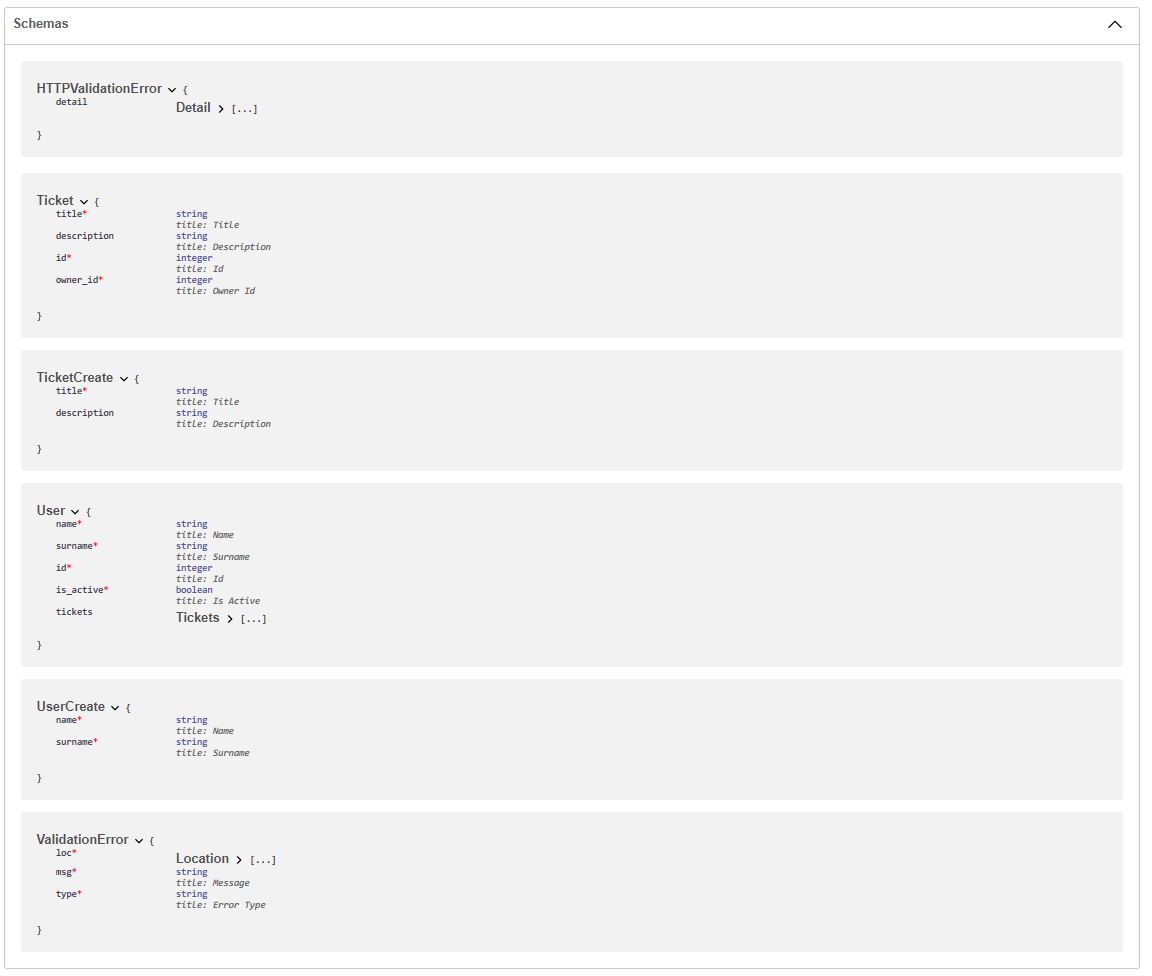 Schemas
HTTPValidationError {
detail
Detail [...]
}
Ticket {
title* string
title: Title
description string
title: Description
id* integer
title: Id
owner_id* integer
title: Owner Id
}
TicketCreate {
title* string
title: Title
description string
title: Description
}
User {
name* string
title: Name
surname* string
title: Surname
id* integer
title: Id
is_active* boolean
title: Is Active
tickets
Tickets [...]
}
UserCreate {
name* string
title: Name
surname* string
title: Surname
}
ValidationError {
loc*
Location [...]
msg* string
title: Message
type* string
title: Error Type
}